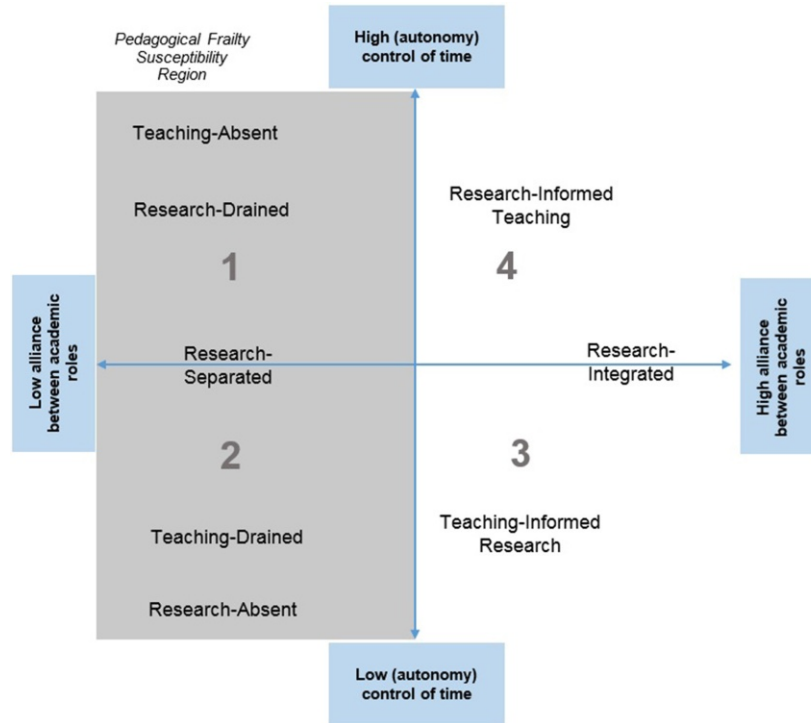 Pedagogical Frailty
Susceptibility
Region
High (autonomy)
control of time
Teaching-Absent
Research-Drained
1
Research-Informed
Teaching
4
Low alliance
between academic
roles
Research-
Separated
Research-
Integrated
High alliance
between academic
roles
2
3
Teaching-Drained
Teaching-Informed
Research
Research-Absent
Low (autonomy)
control of time